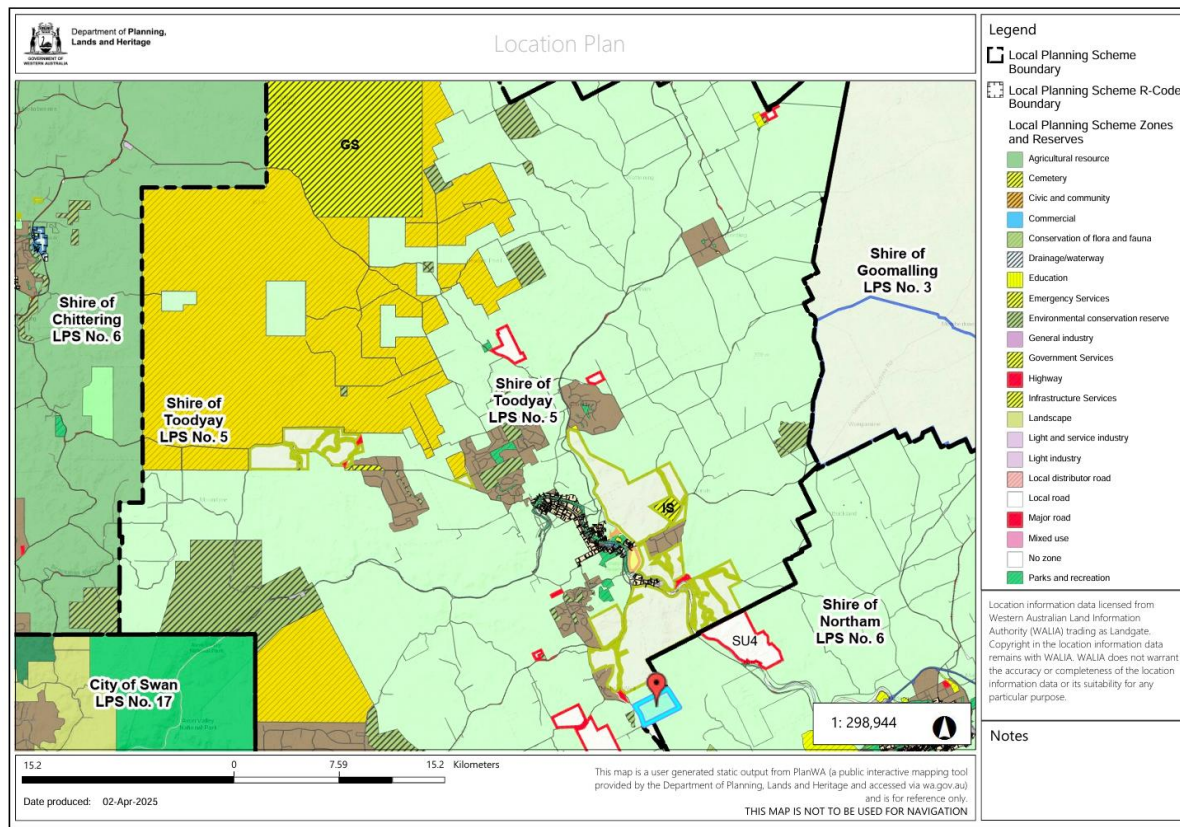 Department of Planning,
Lands and Heritage
GOVERNMENT OF
WESTERN AUSTRALIA
Location Plan
GS
Shire of
Goomalling
LPS No. 3
Shire of
Chittering
LPS No. 6
Shire of
Toodyay
LPS No. 5
Shire of
Toodyay
LPS No. 5
IS
Shire of
Northam
LPS No. 6
SU4
City of Swan
LPS No. 17
1: 298,944
15.2
0
7.59
15.2
Kilometers
Date produced: 02-Apr-2025
This map is a user generated static output from PlanWA (a public interactive mapping tool
provided by the Department of Planning, Lands and Heritage and accessed via wa.gov.au)
and is for reference only.
THIS MAP IS NOT TO BE USED FOR NAVIGATION
Legend
Local Planning Scheme
Boundary
Local Planning Scheme R-Code
Boundary
Local Planning Scheme Zones
and Reserves
Agricultural resource
Cemetery
Civic and community
Commercial
Conservation of flora and fauna
Drainage/waterway
Education
Emergency Services
Environmental conservation reserve
General industry
Government Services
Highway
Infrastructure Services
Landscape
Light and service industry
Light industry
Local distributor road
Local road
Major road
Mixed use
No zone
Parks and recreation
Location information data licensed from
Western Australian Land Information
Authority (WALIA) trading as Landgate.
Copyright in the location information data
remains with WALIA. WALIA does not warrant
the accuracy or completeness of the location
information data or its suitability for any
particular purpose.
Notes